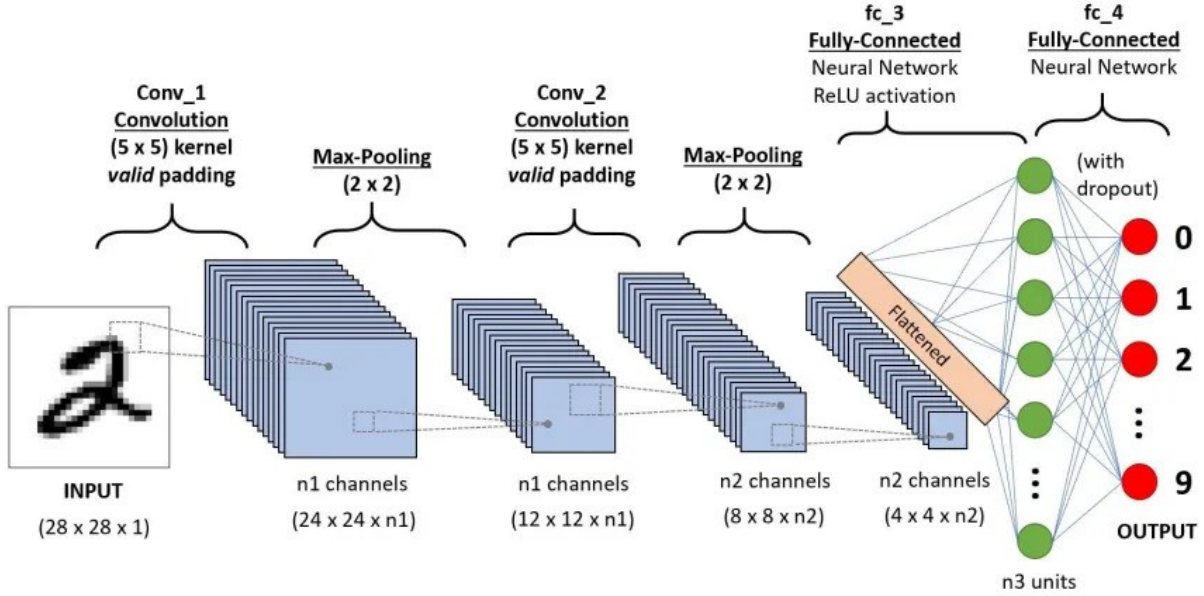 Conv_1
Convolution
(5 x 5) kernel
valid padding
Max-Pooling
(2 x 2)
Conv_2
Convolution
(5 x 5) kernel
valid padding
Max-Pooling
(2 x 2)
fc_3
Fully-Connected
Neural Network
ReLU activation
fc_4
Fully-Connected
Neural Network
(with
dropout)
Flattened
0
1
2
...
9
OUTPUT
2
INPUT
(28 x 28 x 1)
n1 channels
(24 x 24 x n1)
n1 channels
(12 x 12 x n1)
n2 channels
(8 x 8 x n2)
n2 channels
(4 x 4 x n2)
...
n3 units